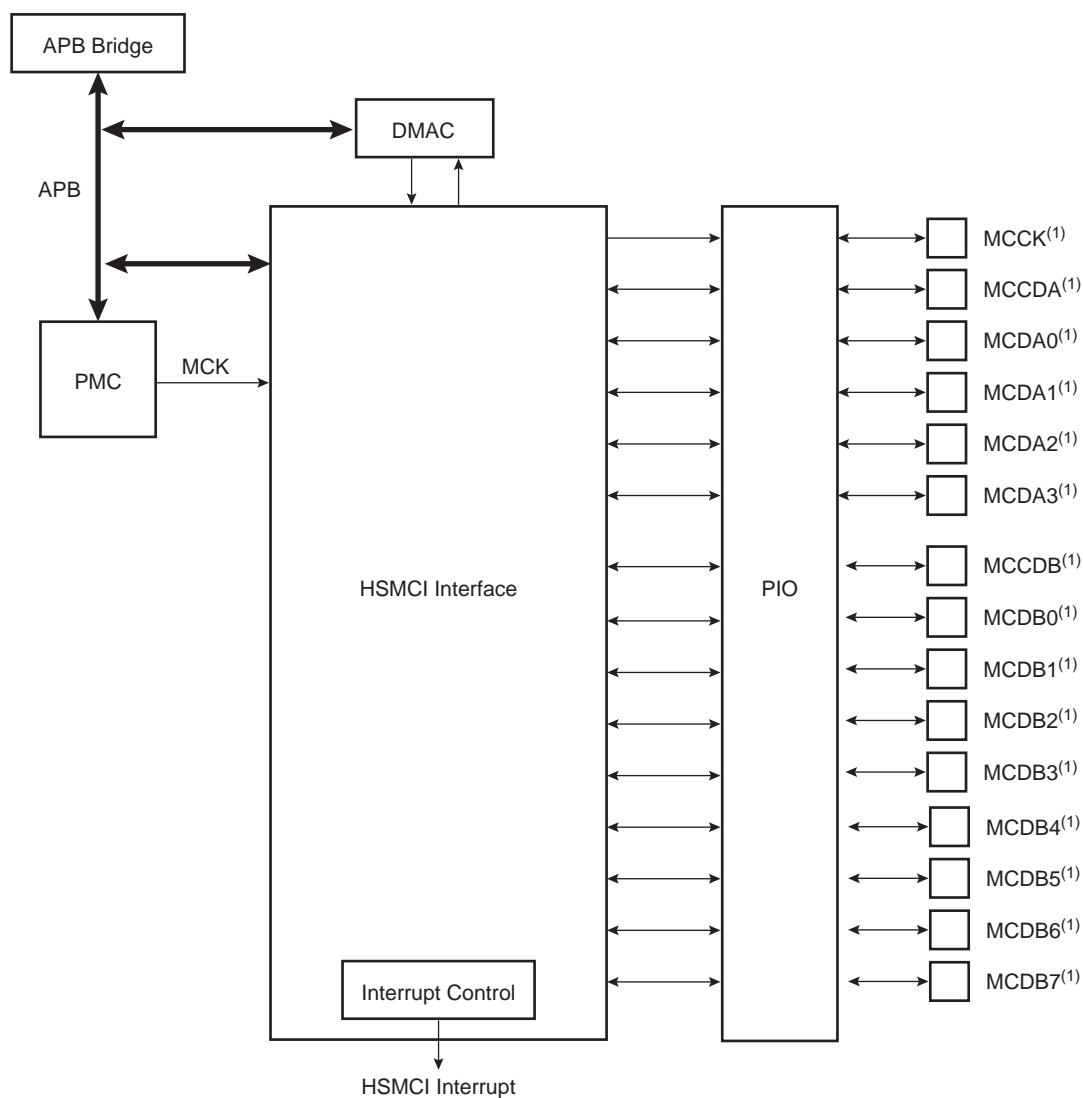 APB Bridge
DMAC
APB
MCCK(1)
MCCDA(1)
MCDA0(1)
PMC
MCK
MCDA1(1)
MCDA2(1)
MCDA3(1)
HSMCI Interface
PIO
MCCDB(1)
MCDB0(1)
MCDB1(1)
MCDB2(1)
MCDB3(1)
MCDB4(1)
MCDB5(1)
MCDB6(1)
MCDB7(1)
Interrupt Control
HSMCI Interrupt